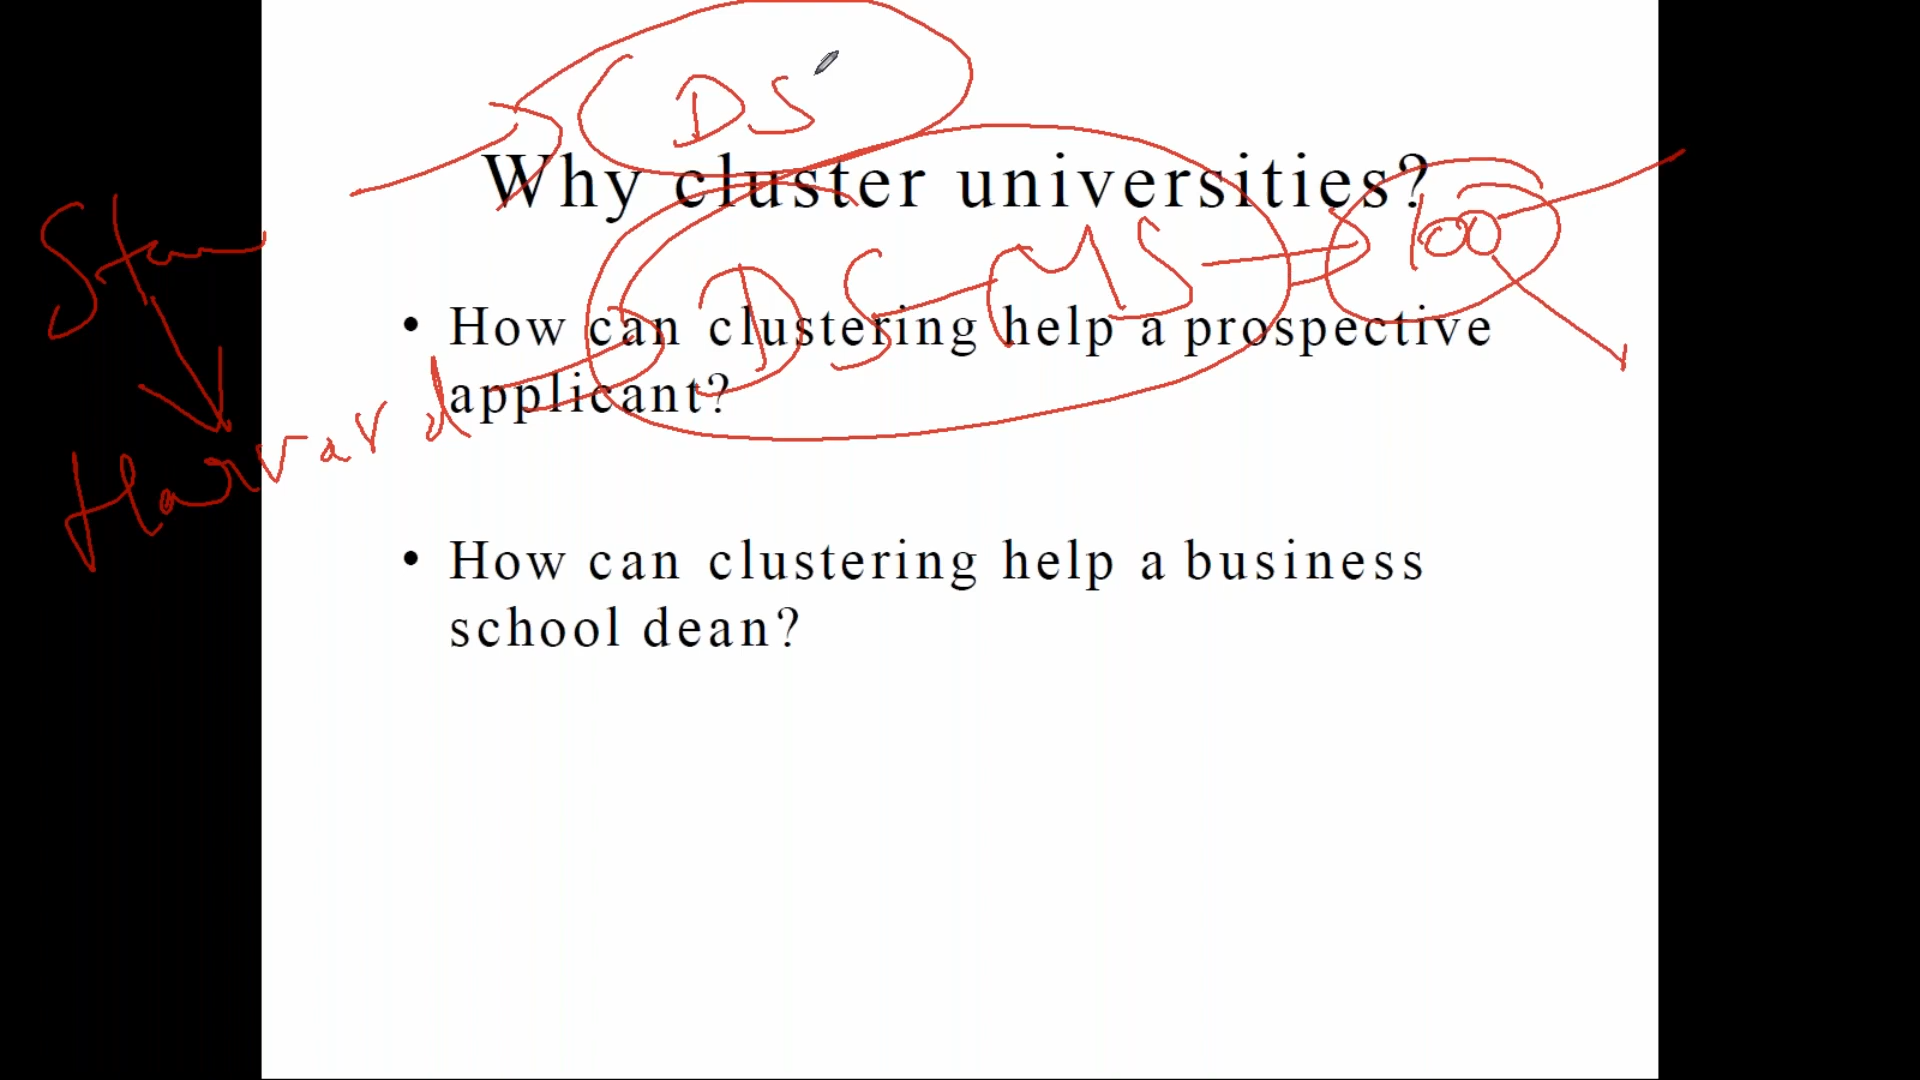 DS
Why cluster universities?
Stan
DS-MS
100
• How can clustering help a prospective
applicant?
Harvard
• How can clustering help a business
school dean?